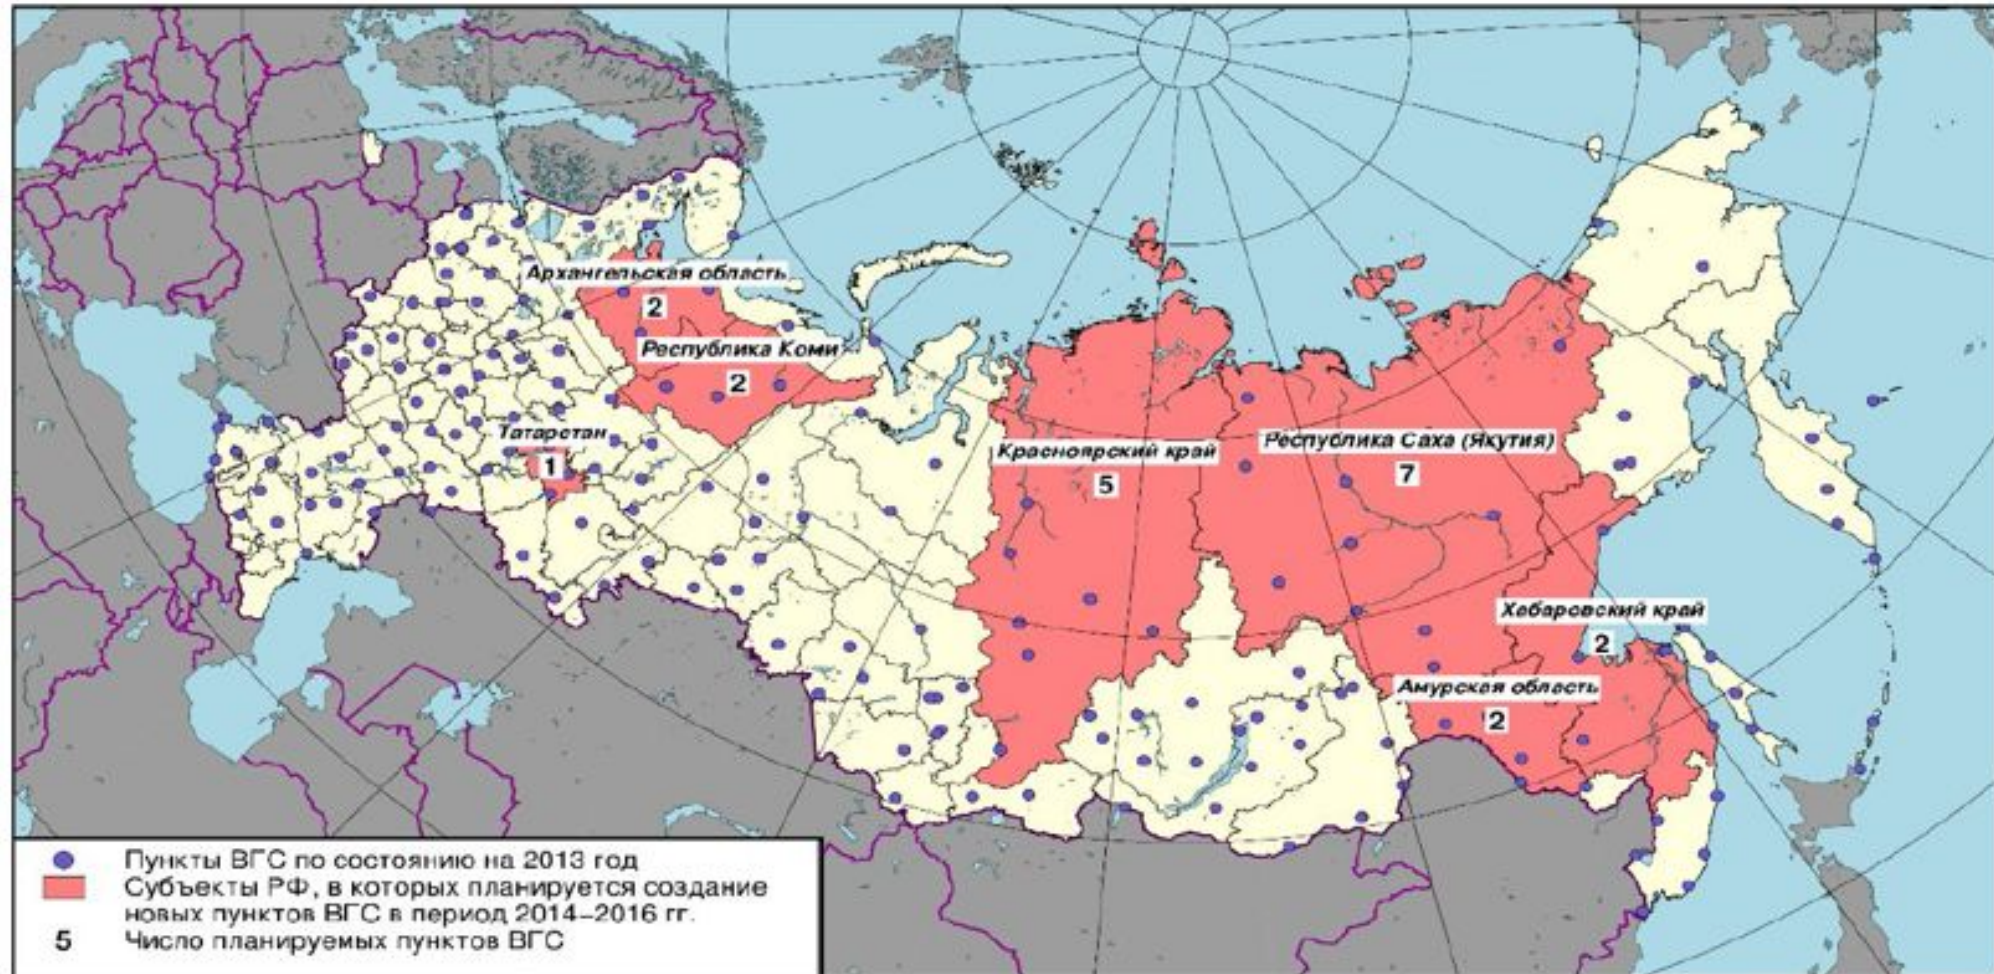 Архангельская область
2
Республика Коми
2
Татарстан
1
Красноярский край
5
Республика Саха (Якутия)
7
Хабаровский край
2
Амурская область
2
Пункты ВГС по состоянию на 2013 год
Субъекты РФ, в которых планируется создание
новых пунктов ВГС в период 2014–2016 гг.
5 Число планируемых пунктов ВГС